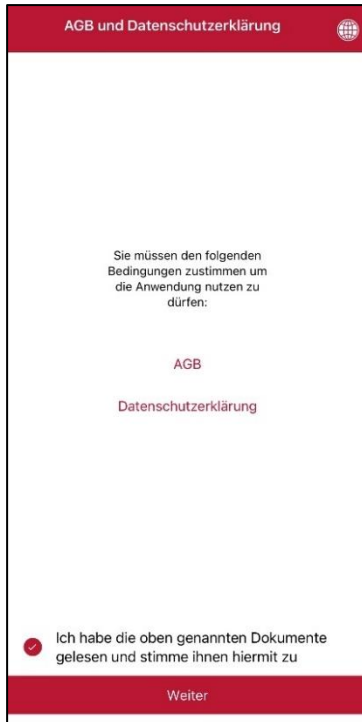 AGB und Datenschutzerklärung
Sie müssen den folgenden
Bedingungen zustimmen um
die Anwendung nutzen zu
dürfen:
AGB
Datenschutzerklärung
Ich habe die oben genannten Dokumente
gelesen und stimme ihnen hiermit zu
Weiter